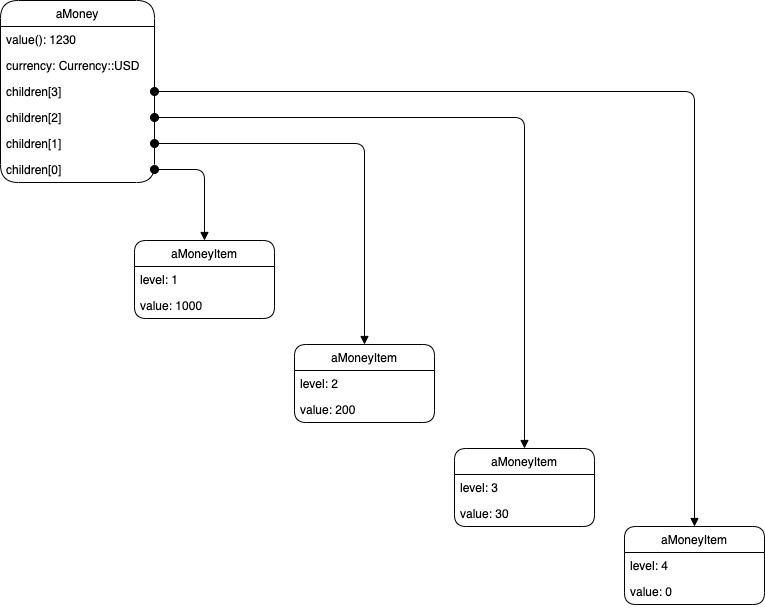 aMoney
value(): 1230
currency: Currency::USD
children[3]
children[2]
children[1]
children[0]
aMoneyItem
level: 1
value: 1000
aMoneyItem
level: 2
value: 200
aMoneyItem
level: 3
value: 30
aMoneyItem
level: 4
value: 0